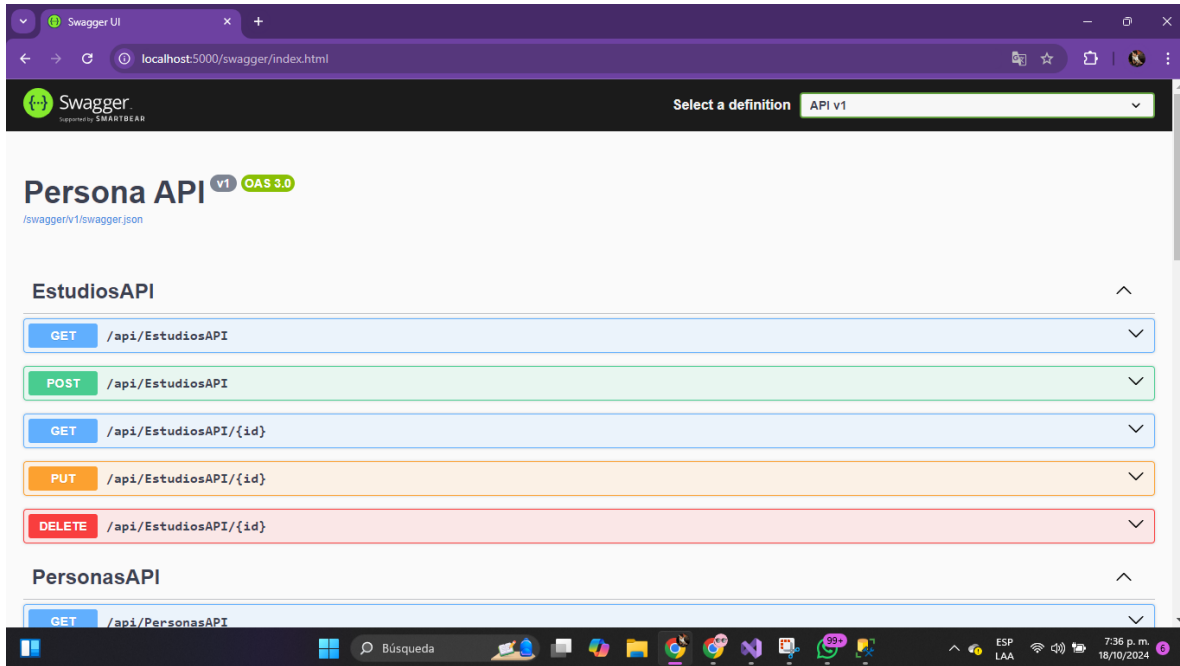 Swagger UI
localhost:5000/swagger/index.html
Swagger.
Supported by SMARTBEAR
Select a definition
API v1
Persona API v1 OAS 3.0
/swagger/v1/swagger.json
EstudiosAPI
GET /api/EstudiosAPI
POST /api/EstudiosAPI
GET /api/EstudiosAPI/{id}
PUT /api/EstudiosAPI/{id}
DELETE /api/EstudiosAPI/{id}
PersonasAPI
GET /api/PersonasAPI
Búsqueda
99+
ESP
LAA
7:36 p. m.
18/10/2024
6